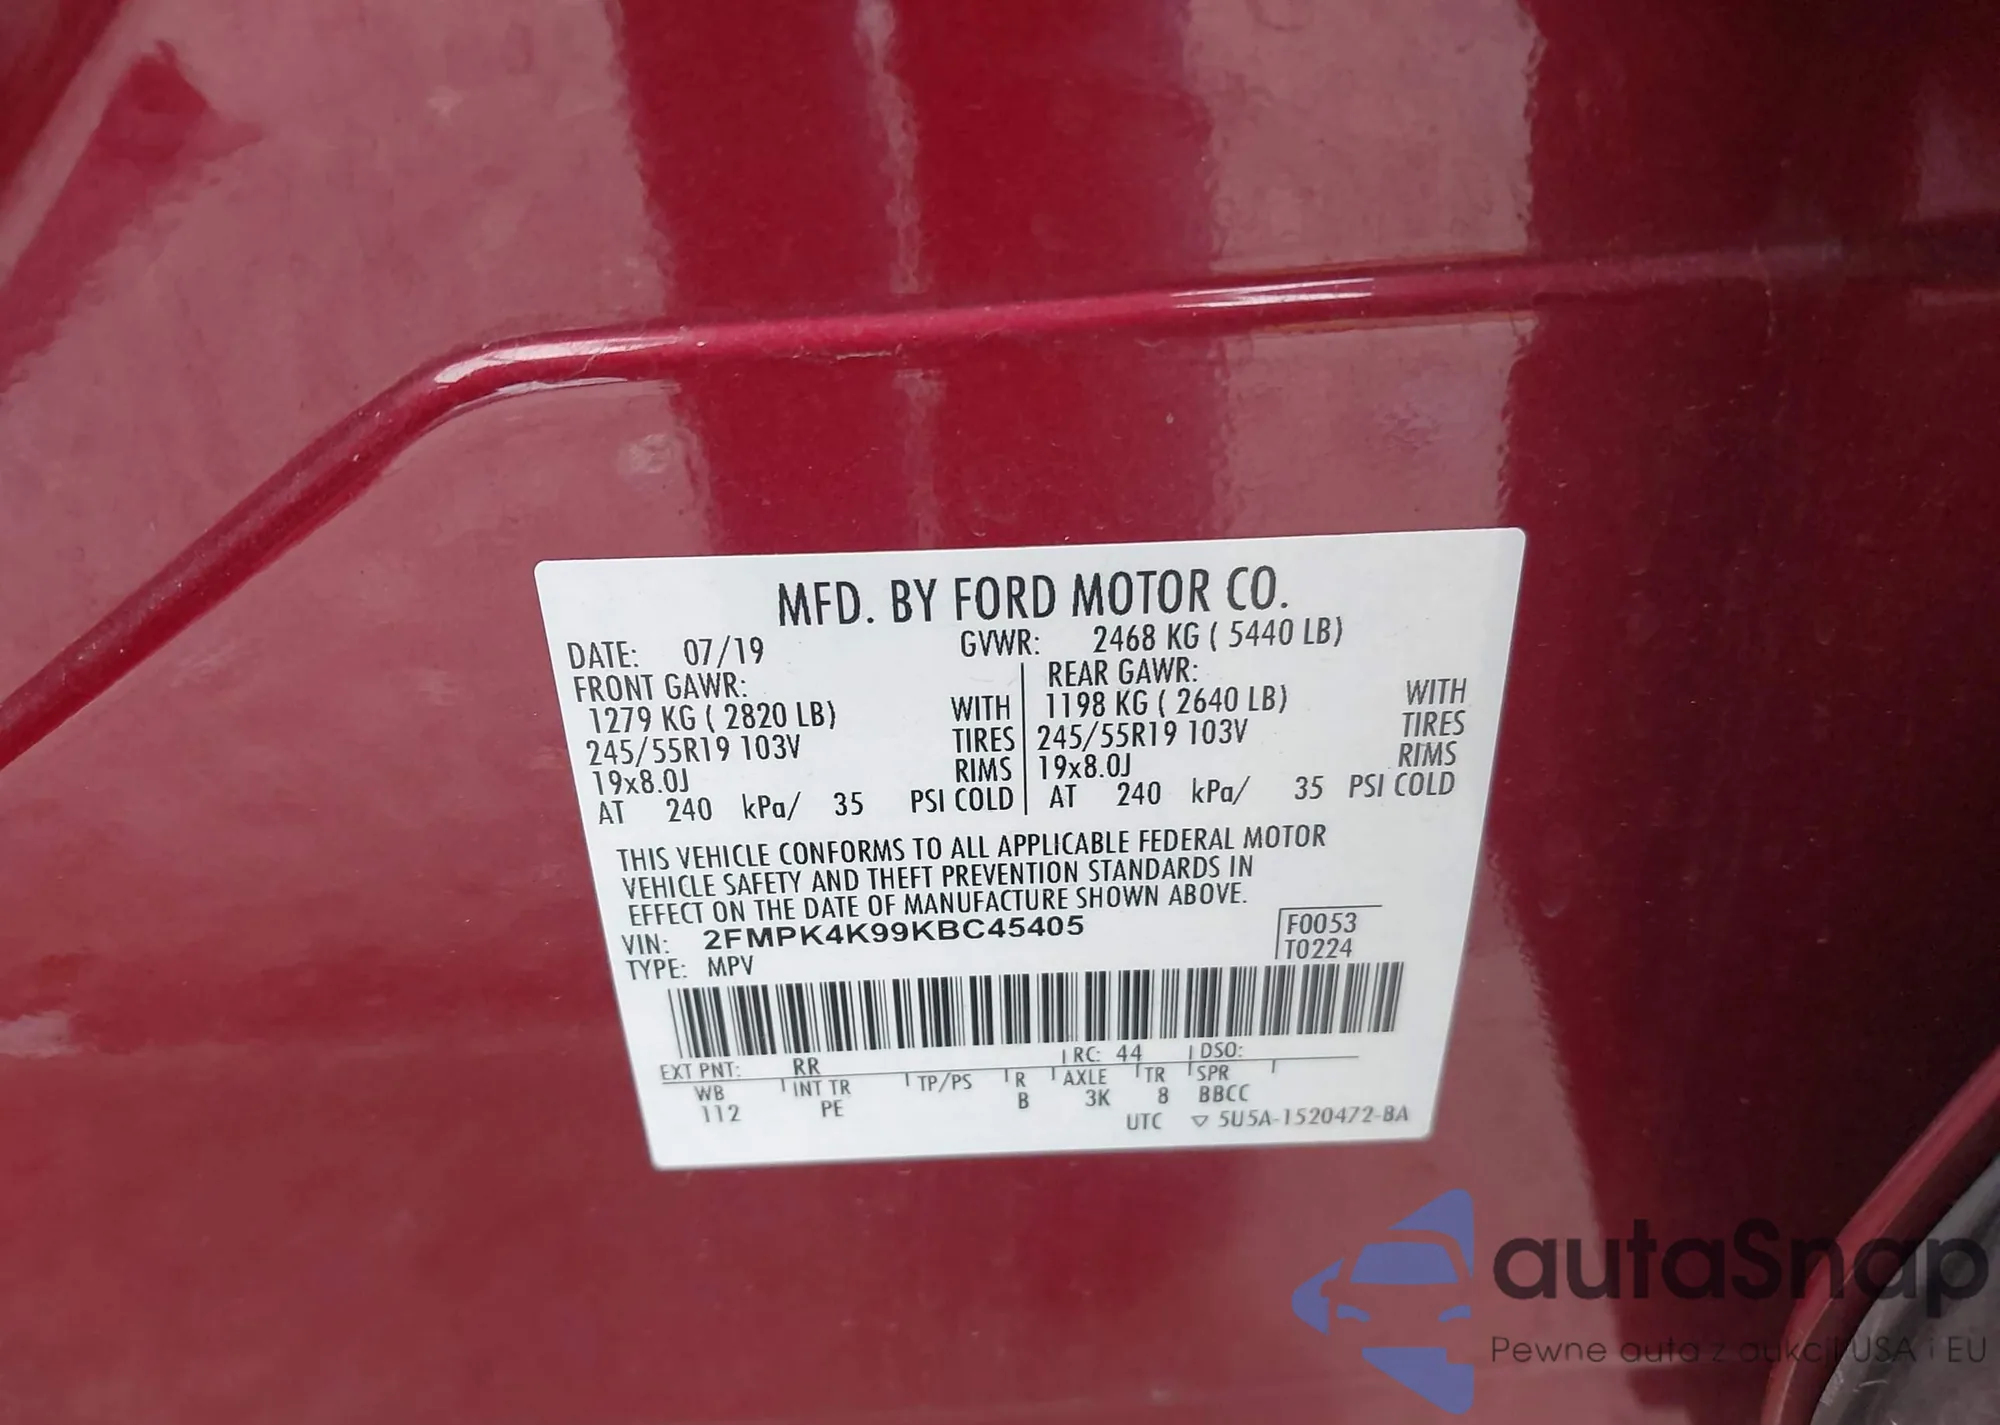 MFD. BY FORD MOTOR CO.
DATE: 07/19 GVWR: 2468 KG ( 5440 LB)
FRONT GAWR: REAR GAWR:
1279 KG ( 2820 LB) WITH 1198 KG ( 2640 LB) WITH
245/55R19 103V TIRES 245/55R19 103V TIRES
19x8.0J RIMS 19x8.0J RIMS
AT 240 kPa/ 35 PSI COLD AT 240 kPa/ 35 PSI COLD
THIS VEHICLE CONFORMS TO ALL APPLICABLE FEDERAL MOTOR
VEHICLE SAFETY AND THEFT PREVENTION STANDARDS IN
EFFECT ON THE DATE OF MANUFACTURE SHOWN ABOVE.
VIN: 2FMPK4K99KBC45405 F0053
TYPE: MPV T0224
EXT PNT: RR RC: 44 DSO:
WB INT TR TP/PS R AXLE TR SPR
112 PE B 3K 8 BBCC
UTC ▽ 5U5A-1520472-BA
autaSnap
Pewne auta z aukcji USA i EU